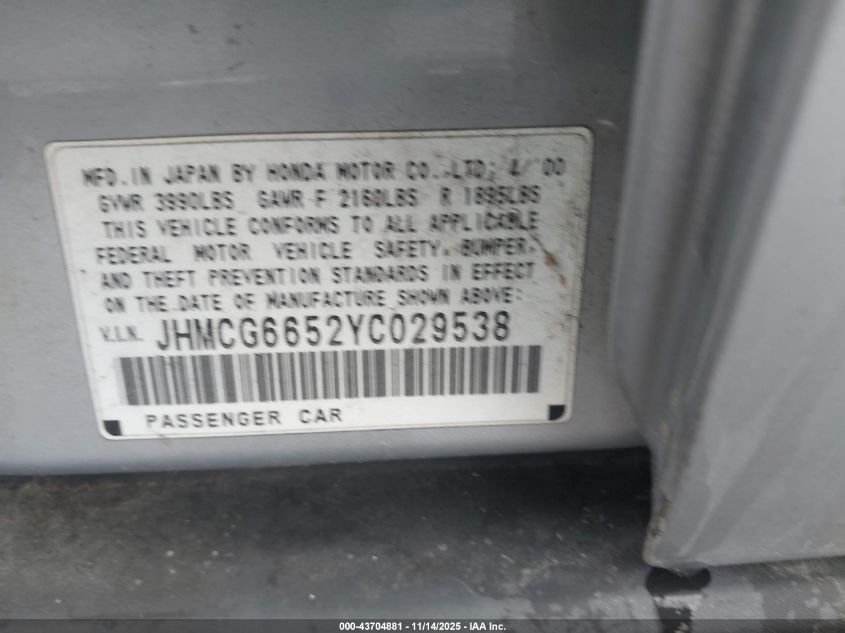 MFD. IN JAPAN BY HONDA MOTOR CO., LTD; 4/'00
GVWR 3990LBS GAWR F 2160LBS R 1895LBS
THIS VEHICLE CONFORMS TO ALL APPLICABLE
FEDERAL MOTOR VEHICLE SAFETY, BUMPER,
AND THEFT PREVENTION STANDARDS IN EFFECT
ON THE DATE OF MANUFACTURE SHOWN ABOVE:
V.I.N. JHMCG6652YC029538
PASSENGER CAR
000-43704881 - 11/14/2025 - IAA Inc.